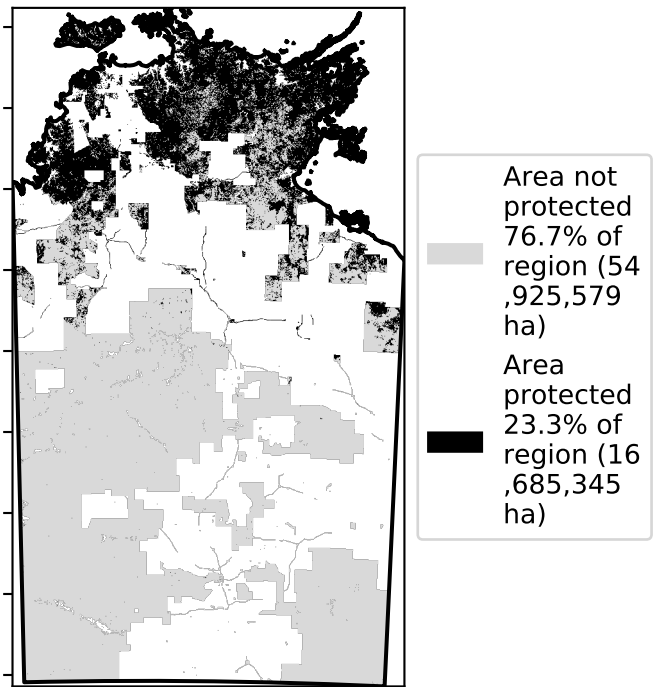 Area not
protected
76.7% of
region (54
,925,579
ha)
Area
protected
23.3% of
region (16
,685,345
ha)